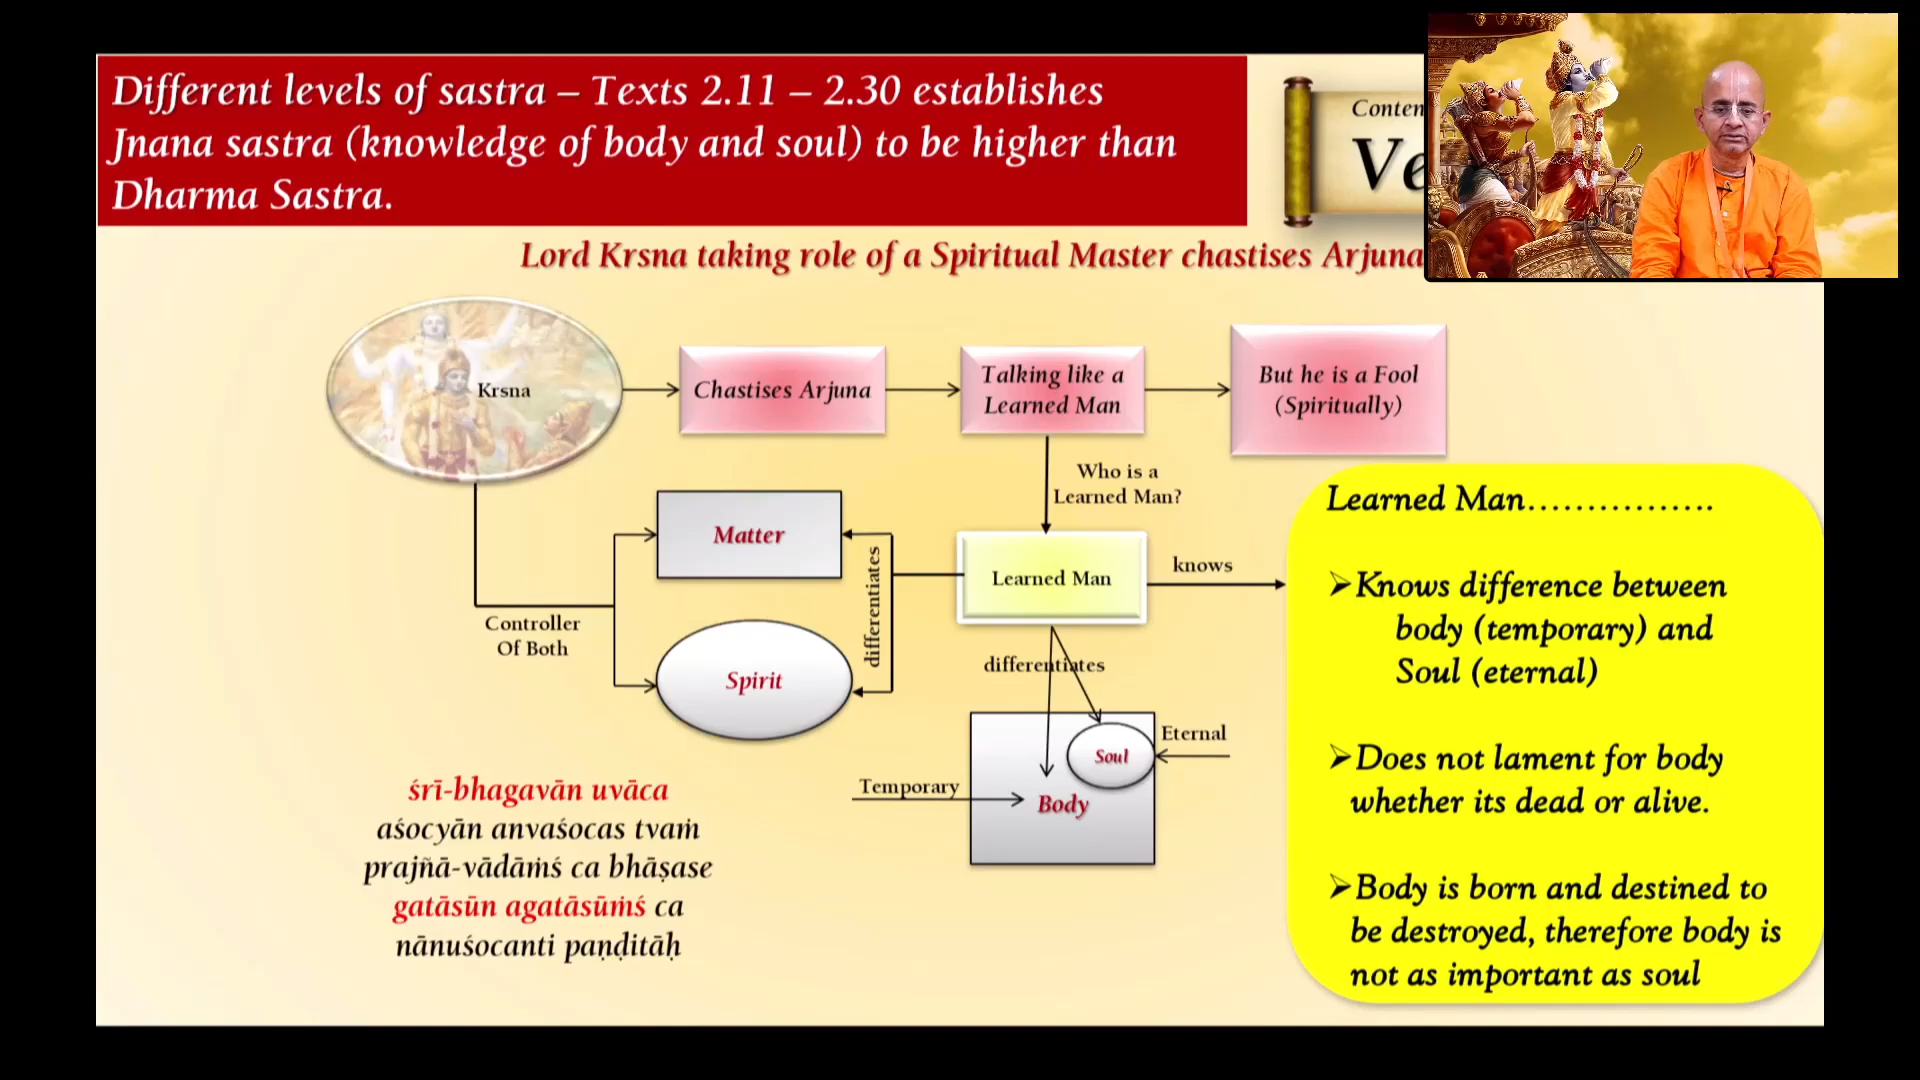 Different levels of sastra – Texts 2.11 – 2.30 establishes
Jnana sastra (knowledge of body and soul) to be higher than
Dharma Sastra.
Lord Krsna taking role of a Spiritual Master chastises Arjuna
Krsna
Chastises Arjuna
Talking like a
Learned Man
But he is a Fool
(Spiritually)
Who is a
Learned Man?
Matter
Learned Man
knows
differentiates
Controller
Of Both
Spirit
differentiates
Soul
Eternal
Temporary
Body
śrī-bhagavān uvāca
aśocyān anvaśocas tvaṁ
prajñā-vādāṁś ca bhāṣase
gatāsūn agatāsūṁś ca
nānuśocanti paṇḍitāḥ
Learned Man.................
➢Knows difference between
body (temporary) and
Soul (eternal)
➢Does not lament for body
whether its dead or alive.
➢Body is born and destined to
be destroyed, therefore body is
not as important as soul